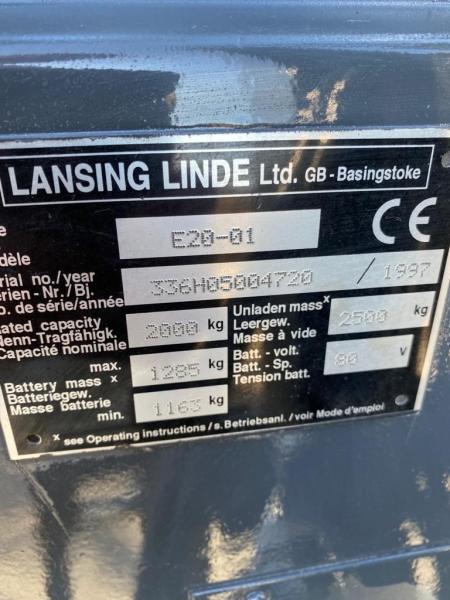 LANSING LINDE Ltd. GB - Basingstoke
CE
E20-01
dèle
rial no./year
336H05004720 / 1997
rien - Nr./Bj.
o. de série/année
ated capacity
enn-Tragfähigk.
Capacité nominale
2000 kg
Unladen mass x
Leergew.
Masse à vide
2500 kg
max.
1285 kg
Battery mass x
Batteriegew.
Masse batterie
min.
1163 kg
Batt. - volt.
Batt. - Sp.
Tension batt.
80 V
x see Operating instructions / s. Betriebsanl. / voir Mode d'emploi